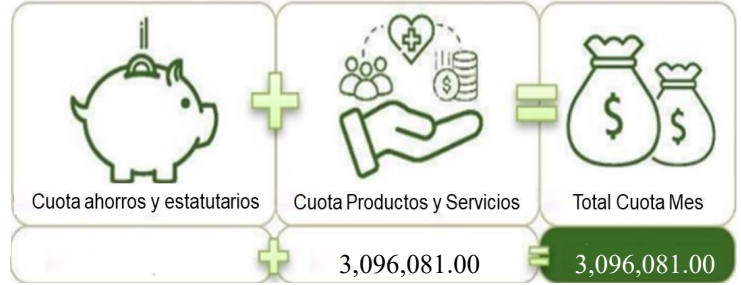 Cuota ahorros y estatutarios Cuota Productos y Servicios Total Cuota Mes
3,096,081.00 3,096,081.00